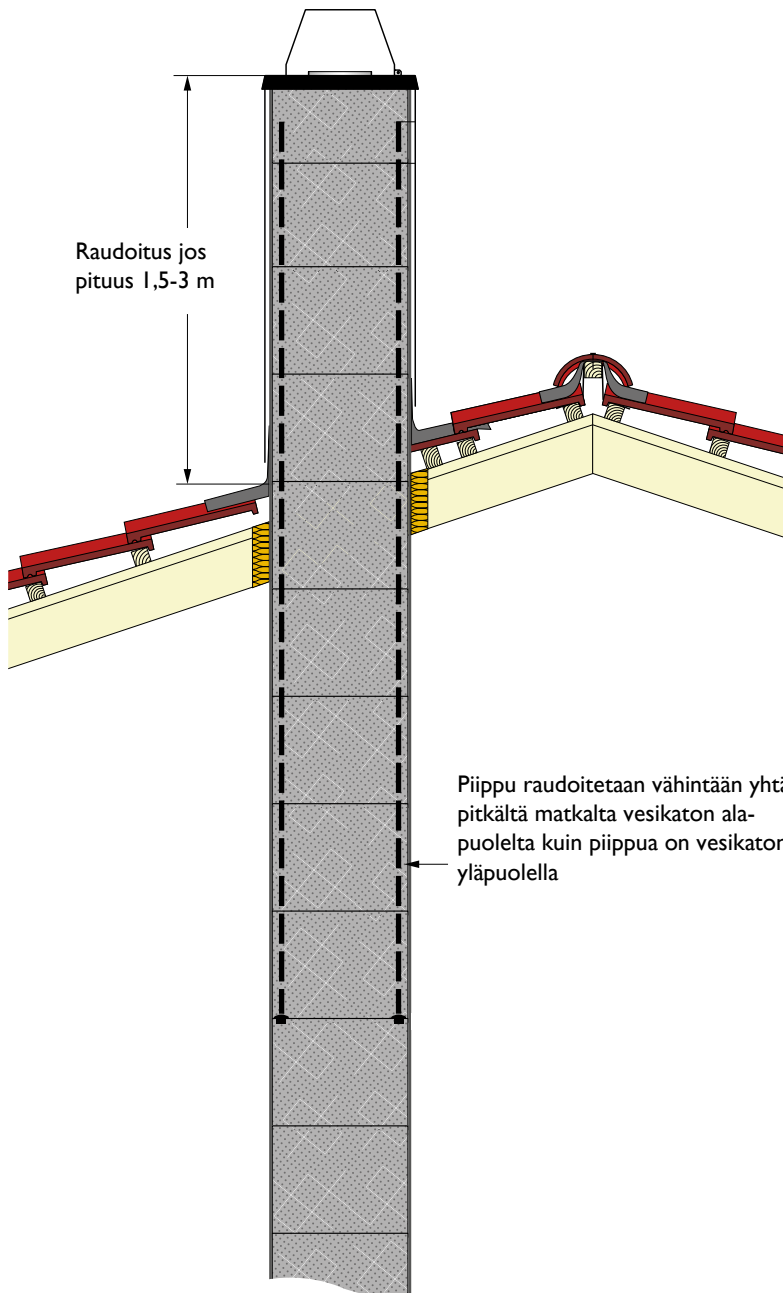 Raudoitus jos
pituus 1,5-3 m
Piippu raudoitetaan vähintään yhtä
pitkältä matkalta vesikaton ala-
puolelta kuin piippua on vesikaton
yläpuolella